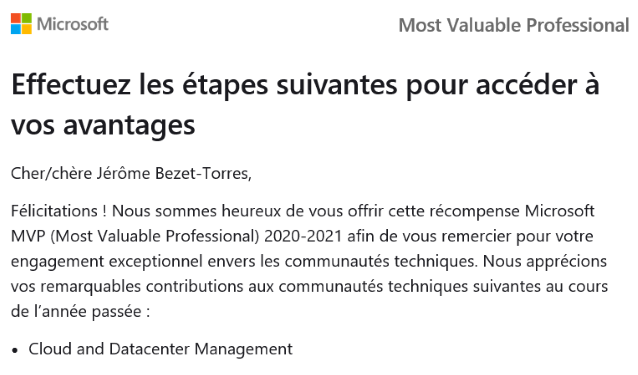 Microsoft
Most Valuable Professional
Effectuez les étapes suivantes pour accéder à
vos avantages
Cher/chère Jérôme Bezet-Torres,
Félicitations ! Nous sommes heureux de vous offrir cette récompense Microsoft
MVP (Most Valuable Professional) 2020-2021 afin de vous remercier pour votre
engagement exceptionnel envers les communautés techniques. Nous apprécions
vos remarquables contributions aux communautés techniques suivantes au cours
de l’année passée :
• Cloud and Datacenter Management